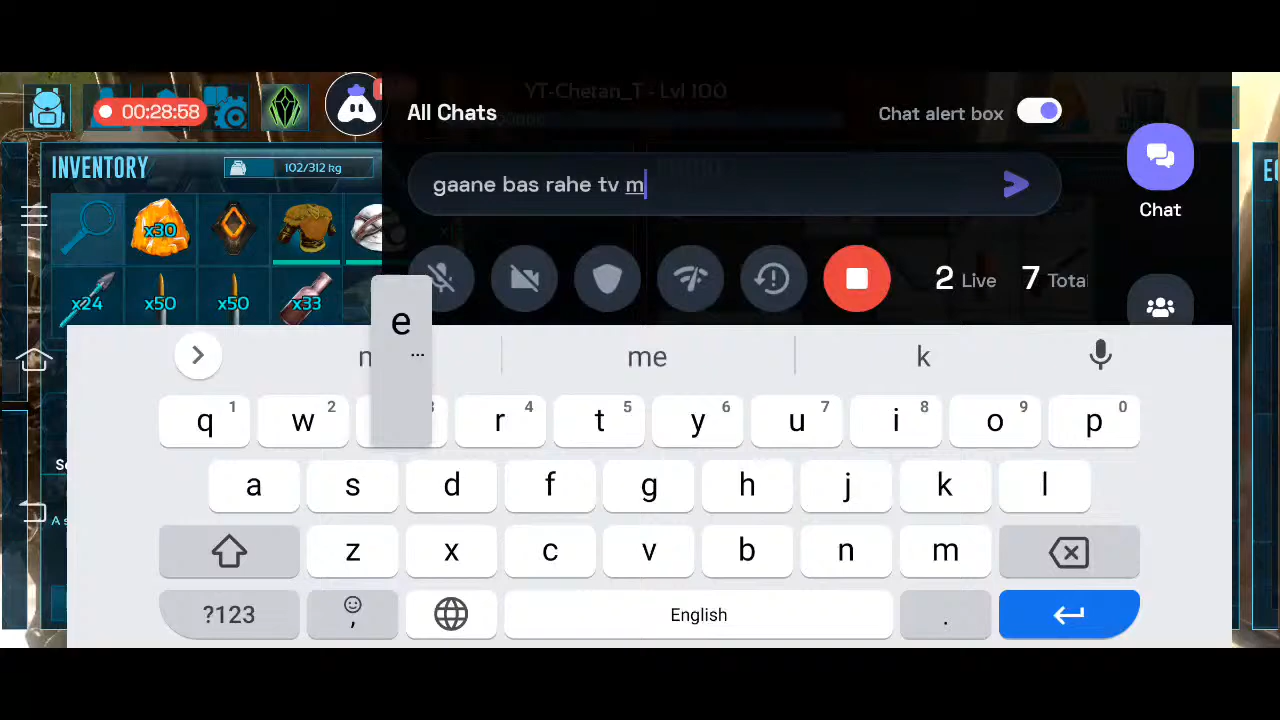 00:28:58
YT-Chetan_T - Lvl 100
All Chats
Chat alert box
INVENTORY
102/312 kg
gaane bas rahe tv m
Chat
x30
x24
x50
x50
x33
2 Live
7 Total
e
...
me
k
q 1 w 2 r 4 t 5 y 6 u 7 i 8 o 9 p 0
a s d f g h j k l
z x c v b n m
?123
,
English
.